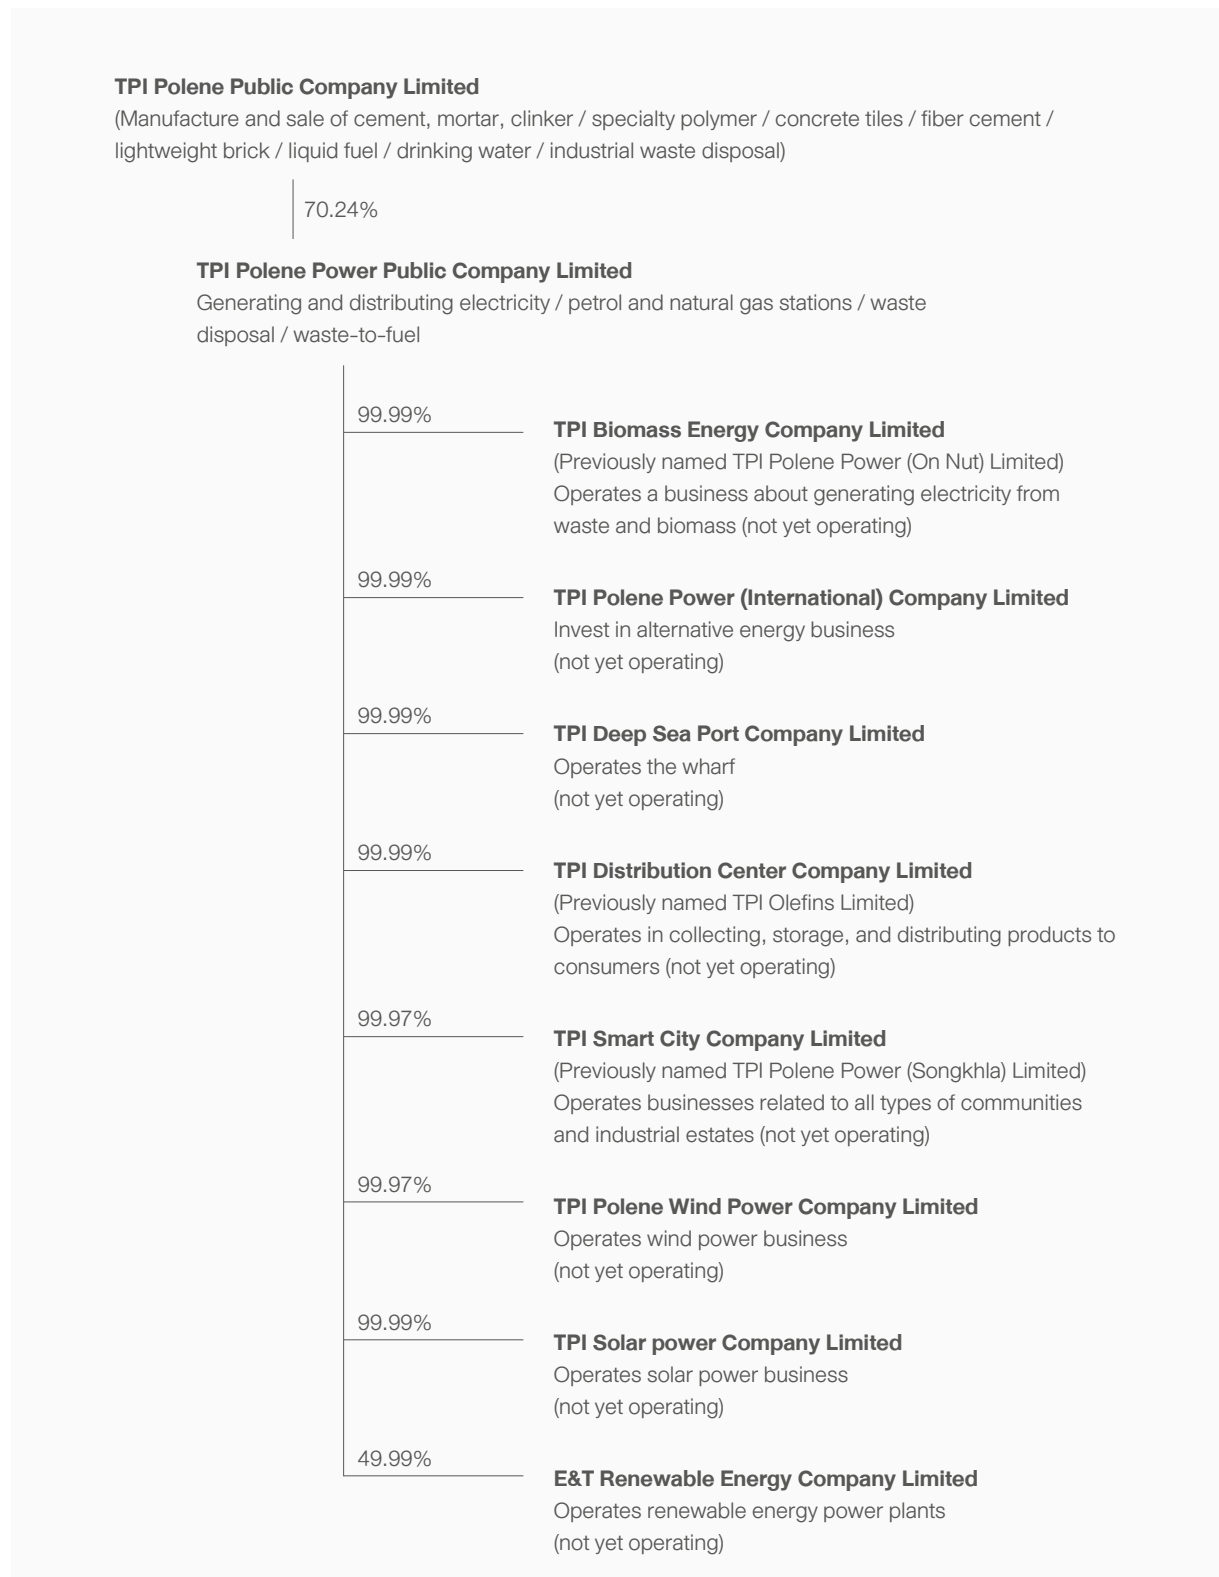 TPI Polene Public Company Limited
(Manufacture and sale of cement, mortar, clinker / specialty polymer / concrete tiles / fiber cement /
lightweight brick / liquid fuel / drinking water / industrial waste disposal)
70.24%
TPI Polene Power Public Company Limited
Generating and distributing electricity / petrol and natural gas stations / waste
disposal / waste-to-fuel
99.99%
TPI Biomass Energy Company Limited
(Previously named TPI Polene Power (On Nut) Limited)
Operates a business about generating electricity from
waste and biomass (not yet operating)
99.99%
TPI Polene Power (International) Company Limited
Invest in alternative energy business
(not yet operating)
99.99%
TPI Deep Sea Port Company Limited
Operates the wharf
(not yet operating)
99.99%
TPI Distribution Center Company Limited
(Previously named TPI Olefins Limited)
Operates in collecting, storage, and distributing products to
consumers (not yet operating)
99.97%
TPI Smart City Company Limited
(Previously named TPI Polene Power (Songkhla) Limited)
Operates businesses related to all types of communities
and industrial estates (not yet operating)
99.97%
TPI Polene Wind Power Company Limited
Operates wind power business
(not yet operating)
99.99%
TPI Solar power Company Limited
Operates solar power business
(not yet operating)
49.99%
E&T Renewable Energy Company Limited
Operates renewable energy power plants
(not yet operating)